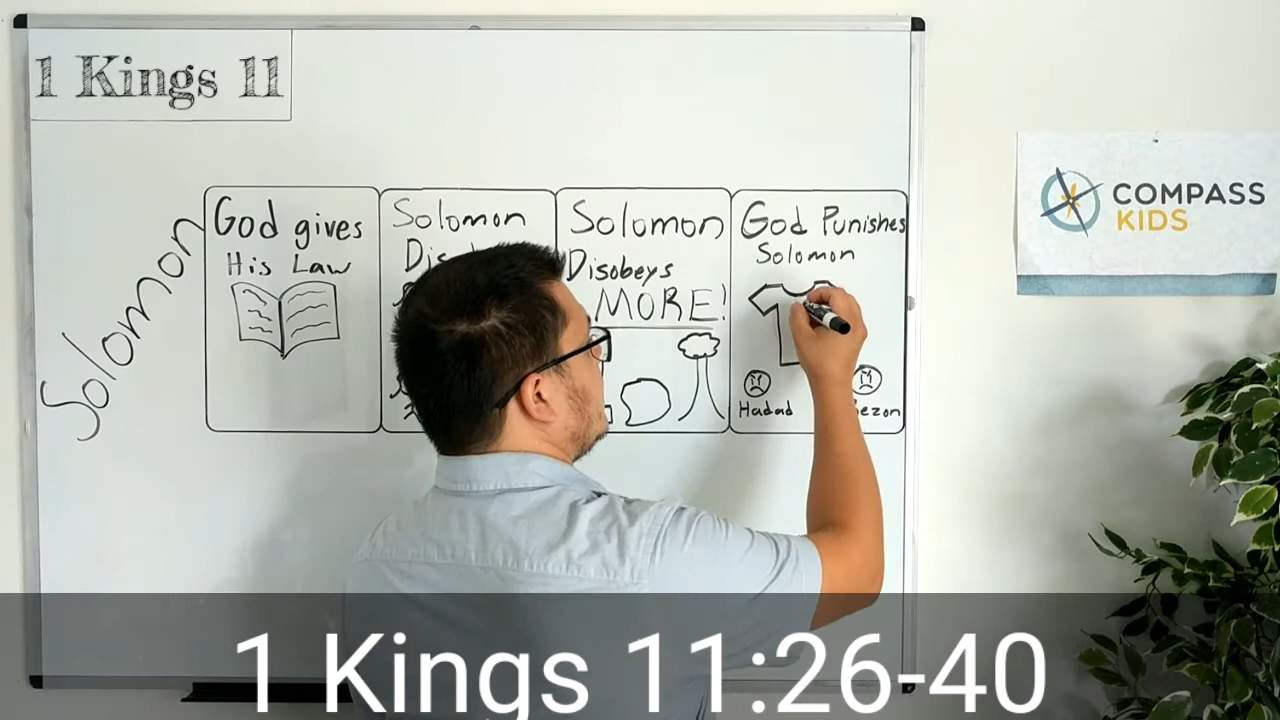 1 Kings 11
COMPASS
KIDS
Solomon
God gives
His Law
Solomon
Solomon
Disobeys
MORE!
God Punishes
Solomon
Hadad
1 Kings 11:26-40